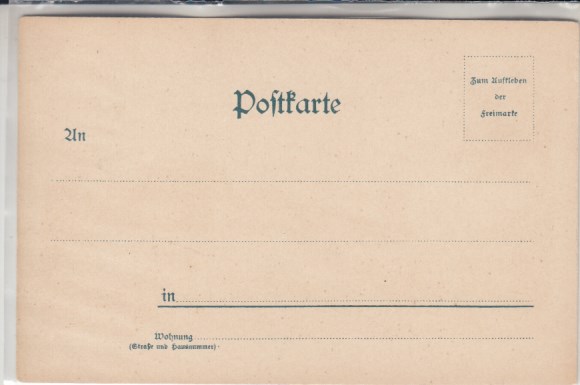 Postkarte
Zum Aufkleben
der
Freimarke
An
in
Wohnung
(Straße und Hausnummer)